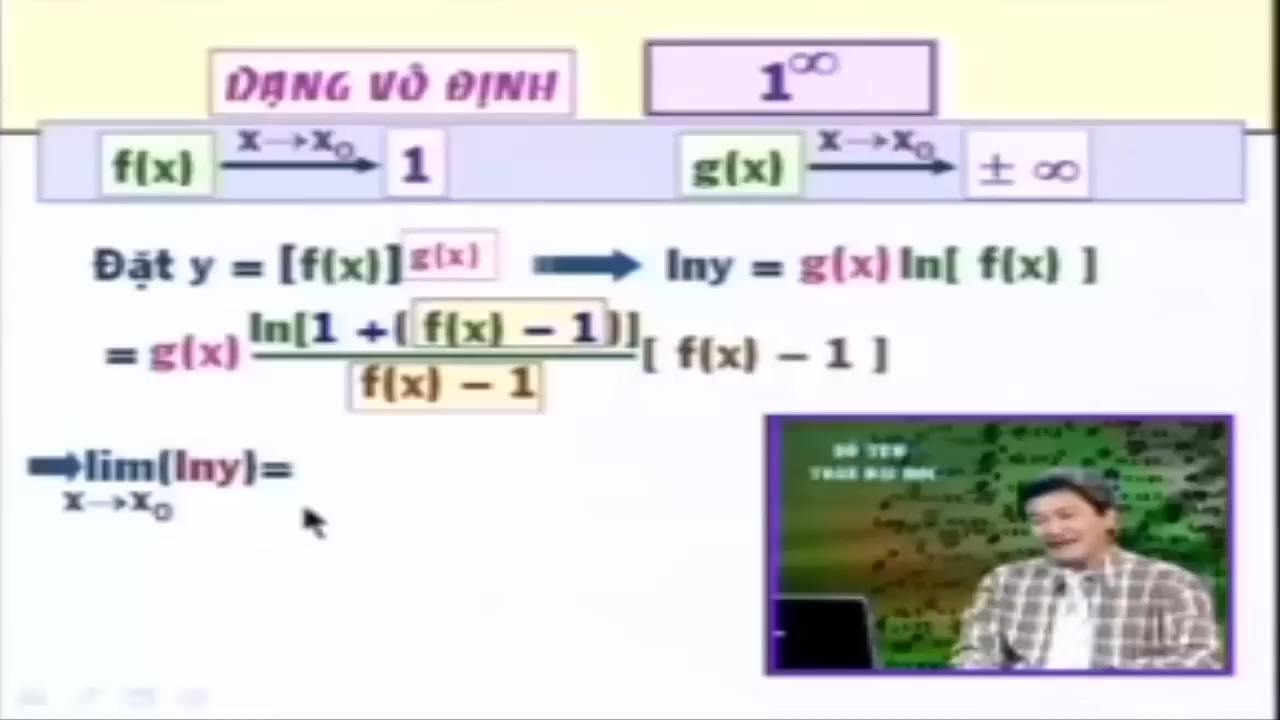 DẠNG VÔ ĐỊNH 1^∞
f(x) x→x₀ 1 g(x) x→x₀ ± ∞
Đặt y = [f(x)]^g(x) ➡ lny = g(x) ln[ f(x) ]
= g(x) ln[1 +( f(x) − 1)] / f(x) − 1 [ f(x) − 1 ]
➡ lim(lny)=
x→x₀